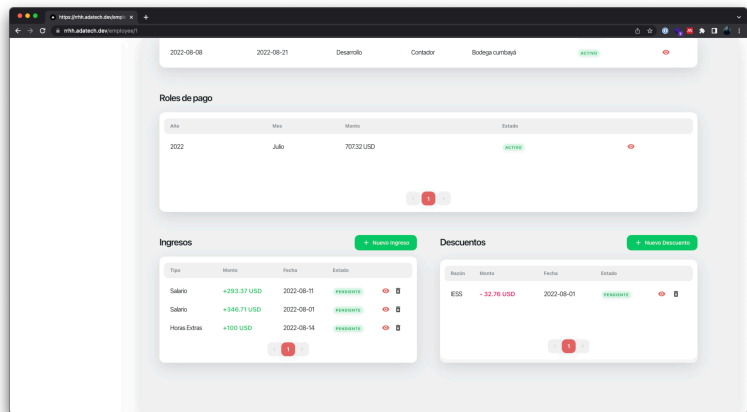 https://rrhh.adatech.dev/empl
rrhh.adatech.dev/employee/1
2022-08-08 2022-08-21 Desarrollo Contador Bodega cumbayá ACTIVO
Roles de pago
Año Mes Monto Estado
2022 Julio 707.32 USD ACTIVO
1
Ingresos
+ Nuevo Ingreso
Tipo Monto Fecha Estado
Salario +293.37 USD 2022-08-11 PENDIENTE
Salario +346.71 USD 2022-08-01 PENDIENTE
Horas Extras +100 USD 2022-08-14 PENDIENTE
1
Descuentos
+ Nuevo Descuento
Razón Monto Fecha Estado
IESS - 32.76 USD 2022-08-01 PENDIENTE
1